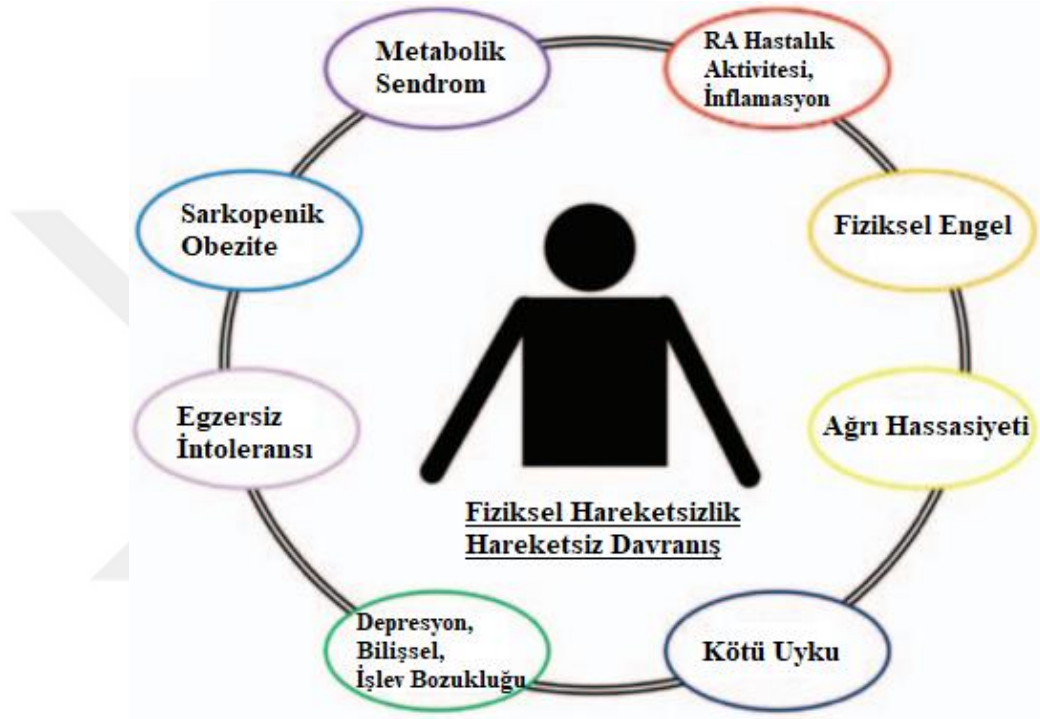 Metabolik
Sendrom
RA Hastalık
Aktivitesi,
İnflamasyon
Sarkopenik
Obezite
Fiziksel Engel
Egzersiz
İntoleransı
Ağrı Hassasiyeti
Fiziksel Hareketsizlik
Hareketsiz Davranış
Depresyon,
Bilişsel,
İşlev Bozukluğu
Kötü Uyku